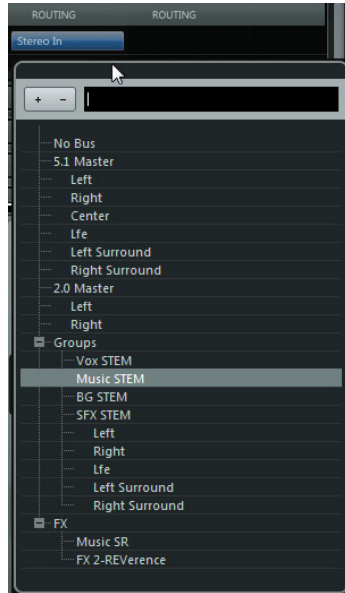 ROUTING ROUTING
Stereo In
+ -
No Bus
5.1 Master
Left
Right
Center
Lfe
Left Surround
Right Surround
2.0 Master
Left
Right
Groups
Vox STEM
Music STEM
BG STEM
SFX STEM
Left
Right
Lfe
Left Surround
Right Surround
FX
Music SR
FX 2-REVerence